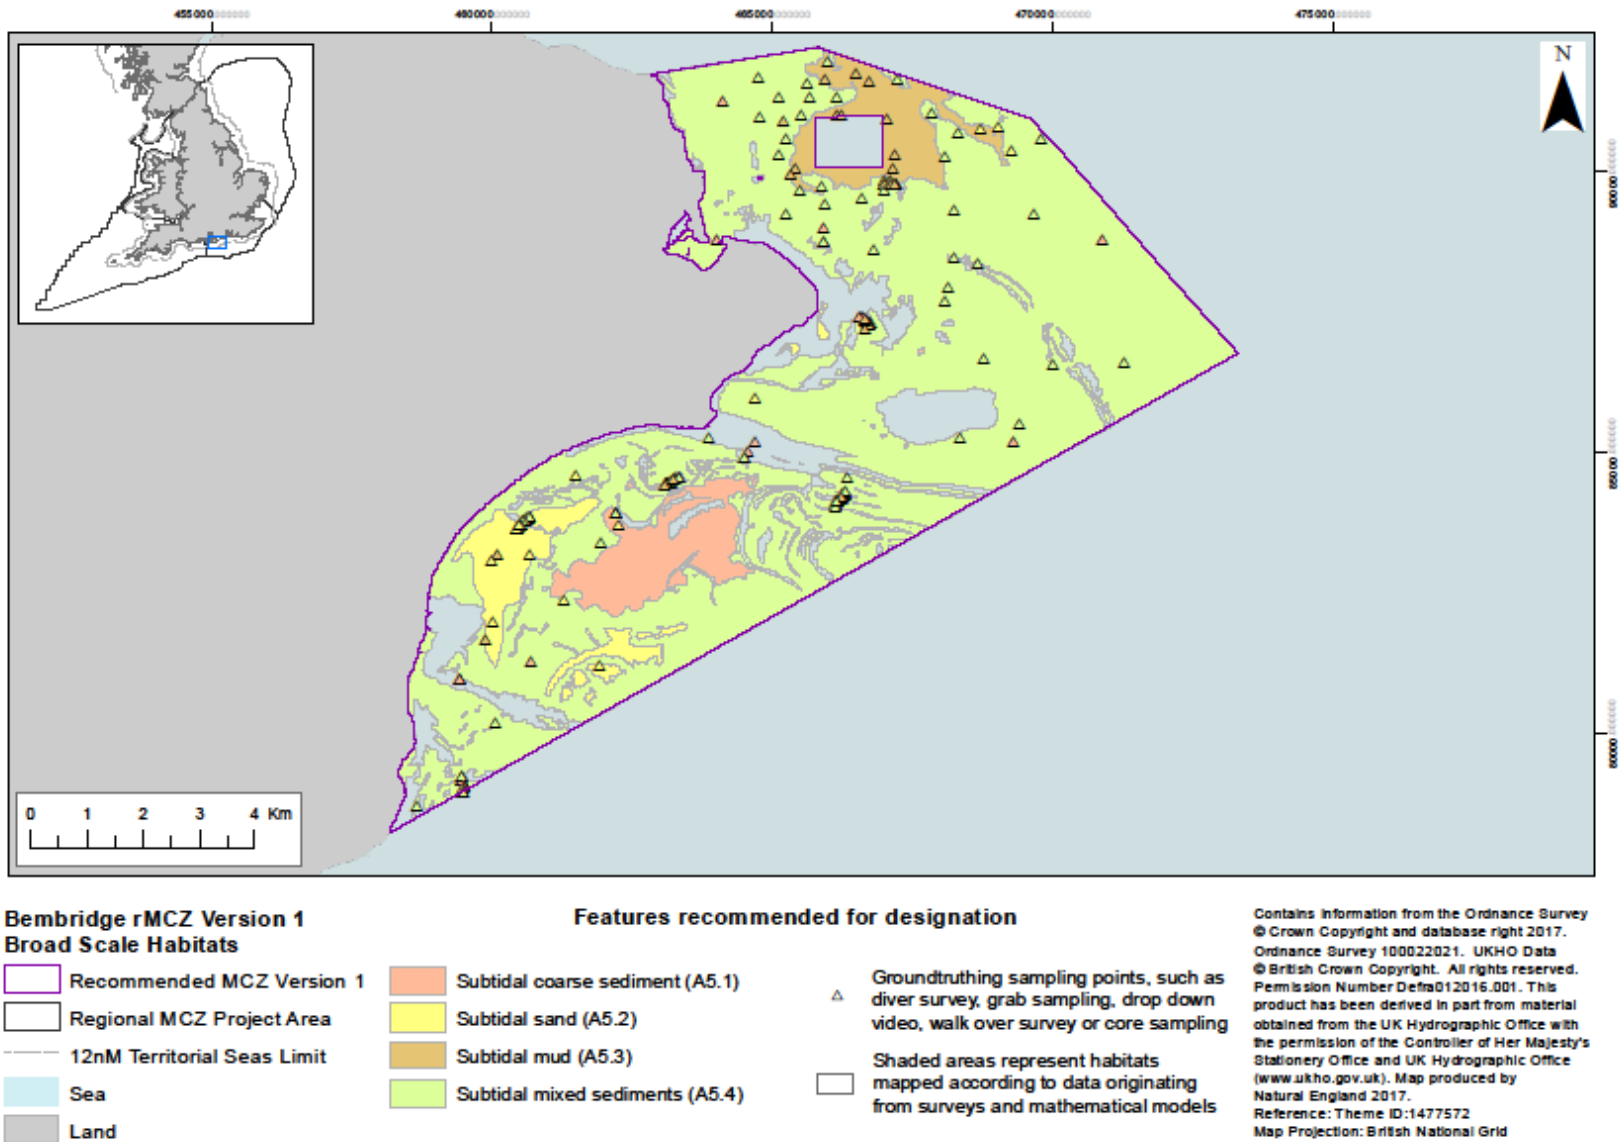 455000000000
460000000000
465000000000
470000000000
475000000000
N
90000000000
85000000000
80000000000
0 1 2 3 4 Km
Bembridge rMCZ Version 1
Broad Scale Habitats
Recommended MCZ Version 1
Regional MCZ Project Area
12nM Territorial Seas Limit
Sea
Land
Features recommended for designation
Subtidal coarse sediment (A5.1)
Subtidal sand (A5.2)
Subtidal mud (A5.3)
Subtidal mixed sediments (A5.4)
Groundtruthing sampling points, such as
diver survey, grab sampling, drop down
video, walk over survey or core sampling
Shaded areas represent habitats
mapped according to data originating
from surveys and mathematical models
Contains information from the Ordnance Survey
© Crown Copyright and database right 2017.
Ordnance Survey 100022021. UKHO Data
© British Crown Copyright. All rights reserved.
Permission Number Defra012016.001. This
product has been derived in part from material
obtained from the UK Hydrographic Office with
the permission of the Controller of Her Majesty's
Stationery Office and UK Hydrographic Office
(www.ukho.gov.uk). Map produced by
Natural England 2017.
Reference: Theme ID:1477572
Map Projection: British National Grid